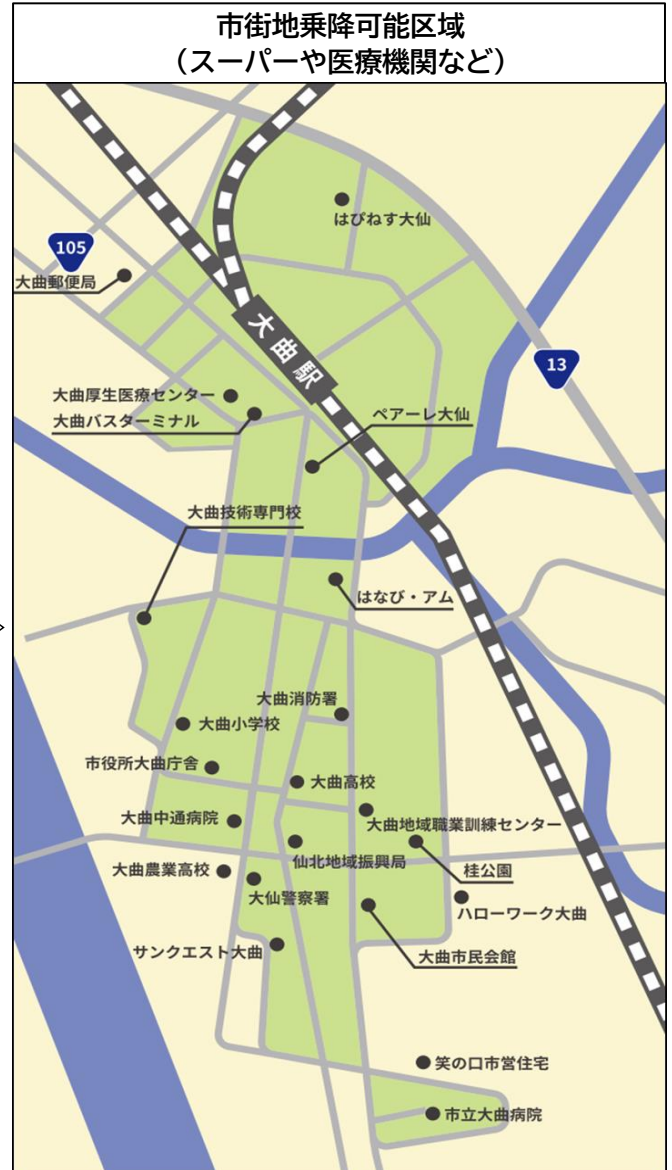 市街地乗降可能区域
（スーパーや医療機関など）
はぴねす大仙
105
大曲郵便局
大曲駅
13
大曲厚生医療センター
大曲バスターミナル
ペアーレ大仙
大曲技術専門校
はなび・アム
大曲消防署
大曲小学校
市役所大曲庁舎
大曲高校
大曲中通病院
大曲地域職業訓練センター
仙北地域振興局
桂公園
大曲農業高校
大仙警察署
ハローワーク大曲
サンクエスト大曲
大曲市民会館
笑の口市営住宅
市立大曲病院